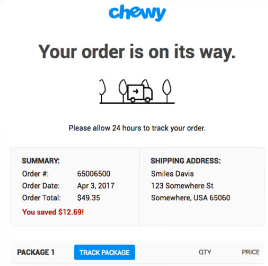 chewy
Your order is on its way.
Please allow 24 hours to track your order.
SUMMARY:
Order #: 65006500
Order Date: Apr 3, 2017
Order Total: $49.35
You saved $12.69!
SHIPPING ADDRESS:
Smiles Davis
123 Somewhere St
Somewhere, USA 65060
PACKAGE 1 TRACK PACKAGE QTY PRICE